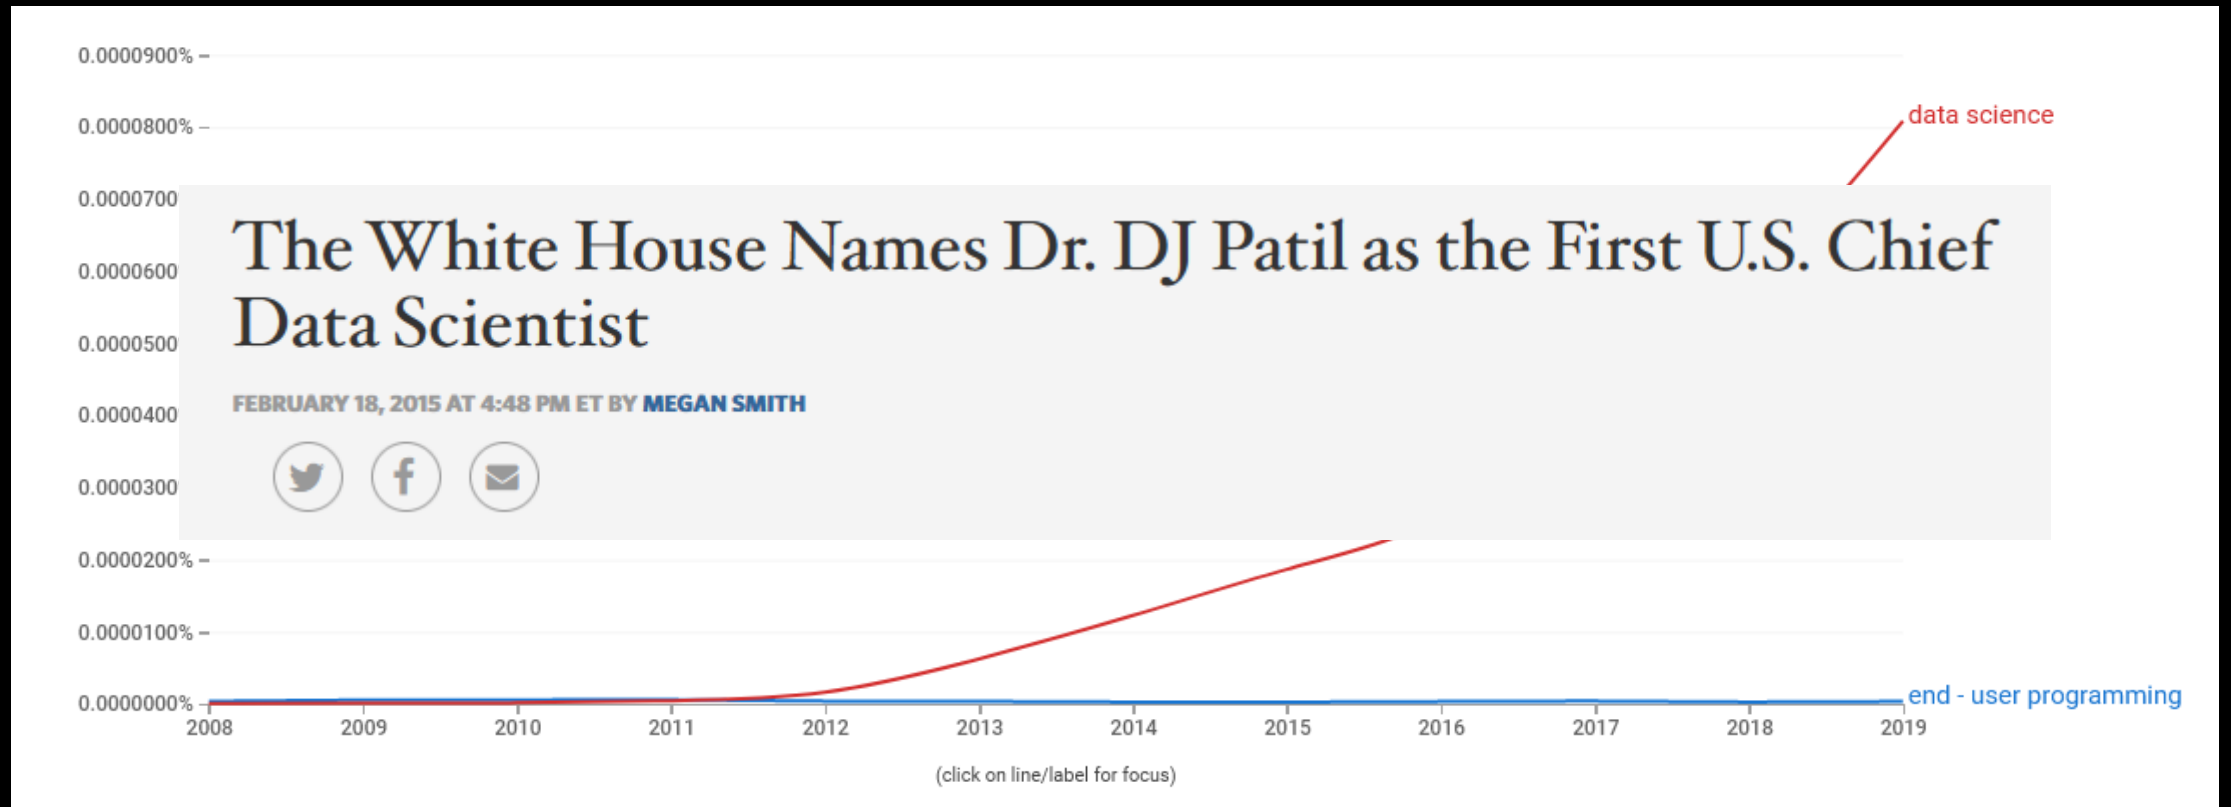 0.0000900%
0.0000800%
data science
0.0000700
The White House Names Dr. DJ Patil as the First U.S. Chief
Data Scientist
0.0000600
0.0000500
FEBRUARY 18, 2015 AT 4:48 PM ET BY MEGAN SMITH
0.0000400
0.0000300
0.0000200%
0.0000100%
0.0000000%
end - user programming
2008 2009 2010 2011 2012 2013 2014 2015 2016 2017 2018 2019
(click on line/label for focus)